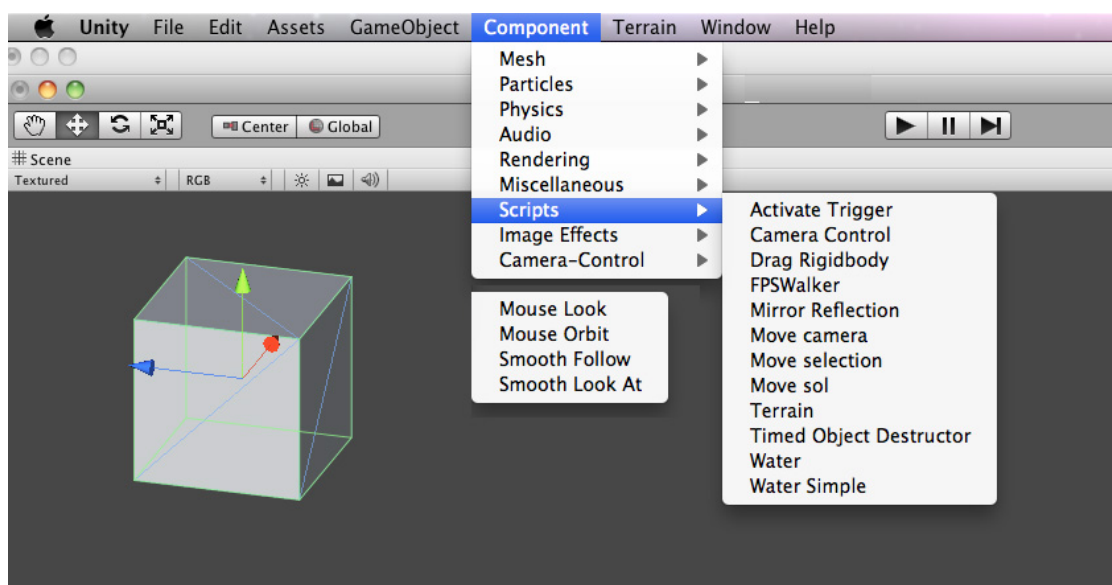 Unity File Edit Assets GameObject Component Terrain Window Help
Mesh
Particles
Physics
Audio
Rendering
Miscellaneous
Scripts
Image Effects
Camera-Control
Center Global
# Scene
Textured RGB
Activate Trigger
Camera Control
Drag Rigidbody
FPSWalker
Mirror Reflection
Move camera
Move selection
Move sol
Terrain
Timed Object Destructor
Water
Water Simple
Mouse Look
Mouse Orbit
Smooth Follow
Smooth Look At